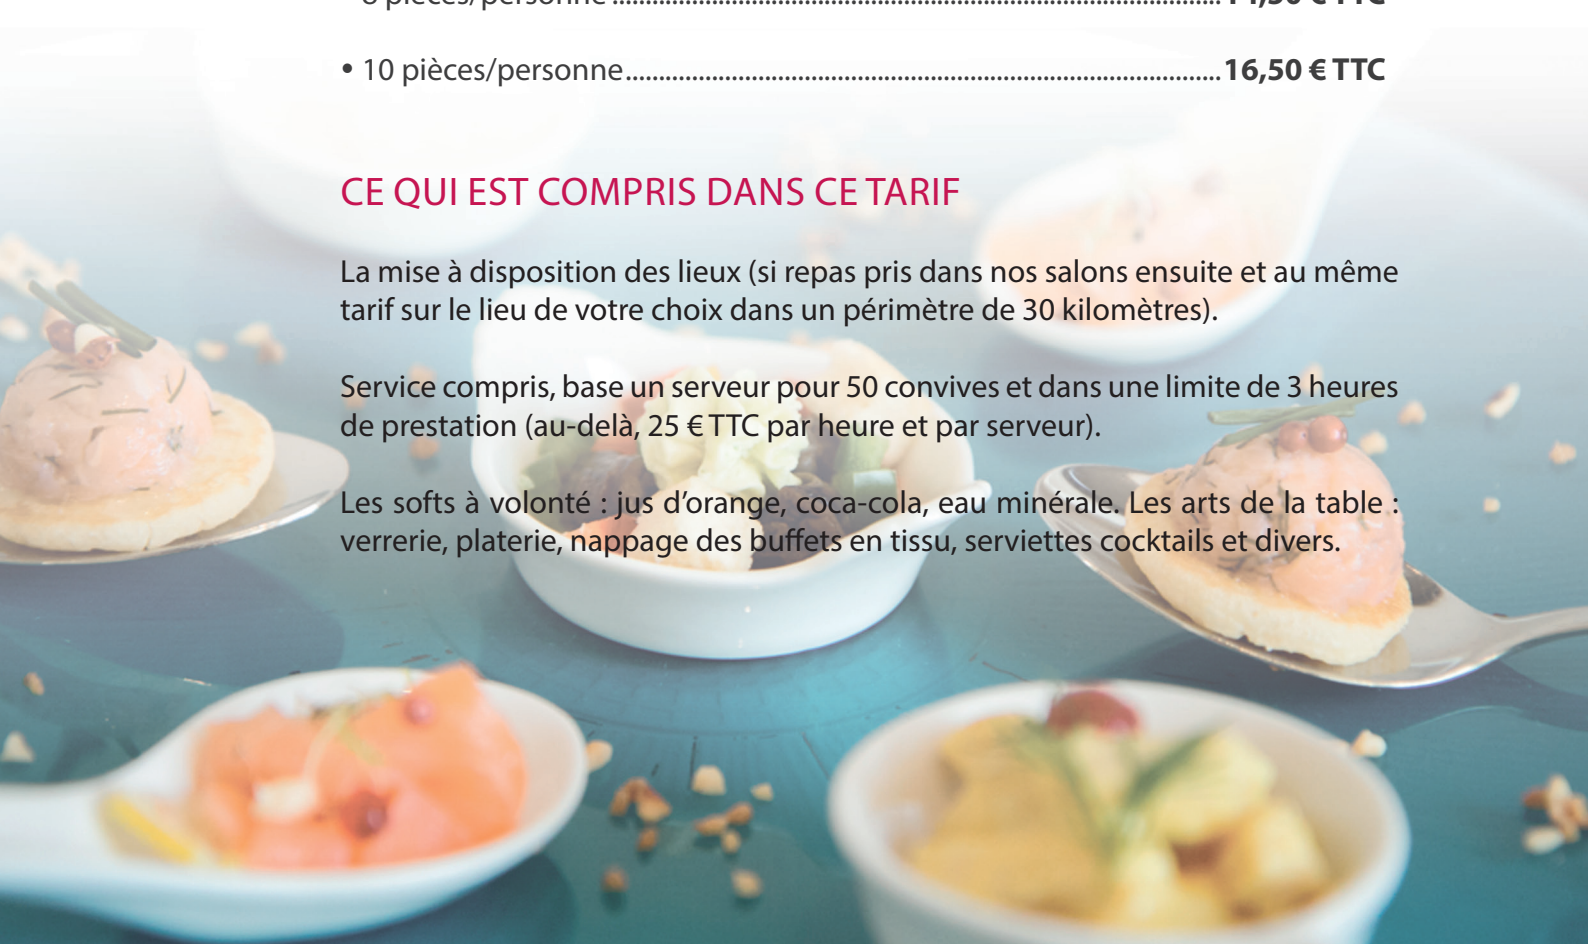 pièces/personne ........ TTC
• 10 pièces/personne ........ 16,50 € TTC
CE QUI EST COMPRIS DANS CE TARIF
La mise à disposition des lieux (si repas pris dans nos salons ensuite et au même
tarif sur le lieu de votre choix dans un périmètre de 30 kilomètres).
Service compris, base un serveur pour 50 convives et dans une limite de 3 heures
de prestation (au-delà, 25 € TTC par heure et par serveur).
Les softs à volonté : jus d’orange, coca-cola, eau minérale. Les arts de la table :
verrerie, platerie, nappage des buffets en tissu, serviettes cocktails et divers.